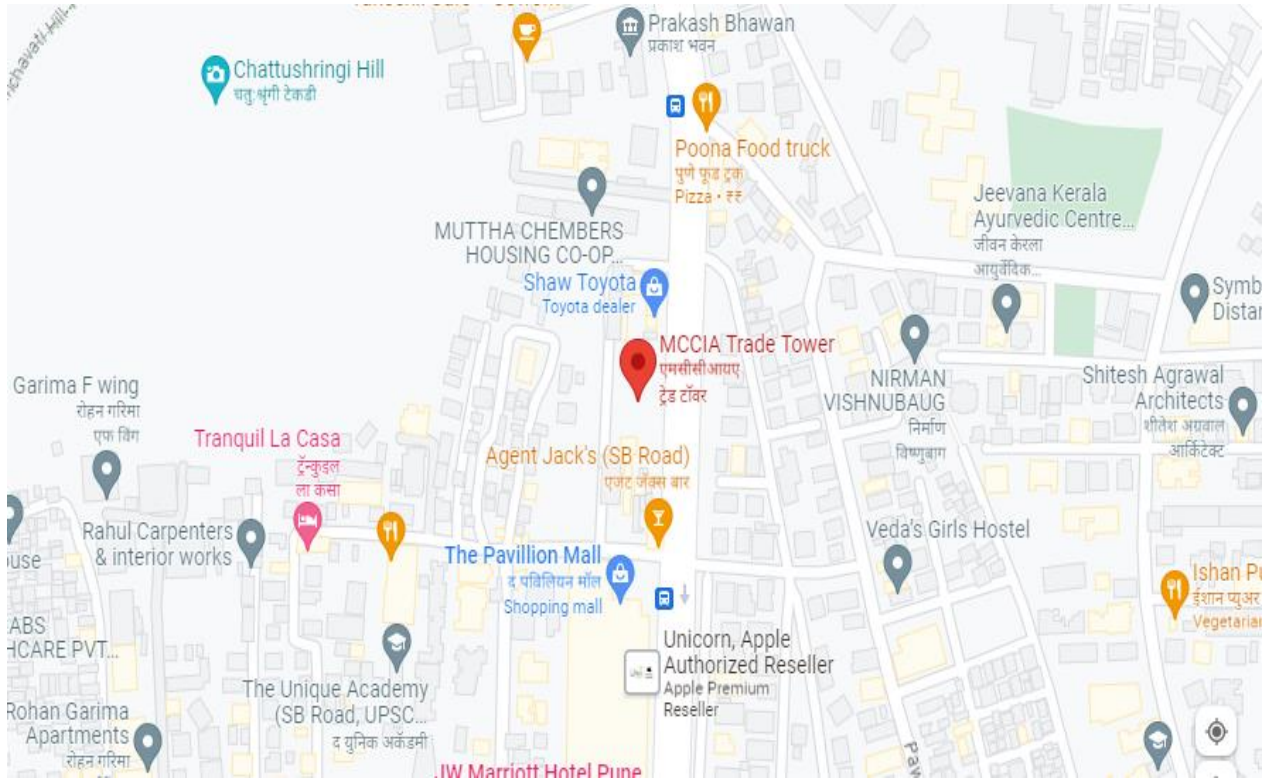 Prakash Bhawan
प्रकाश भवन
Chattushringi Hill
चतु:श्रृंगी टेकडी
Poona Food truck
पुणे फूड ट्रक
Pizza • ₹₹
Jeevana Kerala
Ayurvedic Centre...
जीवन केरला
आयुर्वेदिक...
MUTTHA CHEMBERS
HOUSING CO-OP...
Shaw Toyota
Toyota dealer
Symb
Distan
MCCIA Trade Tower
एमसीसीआयए
ट्रेड टॉवर
NIRMAN
VISHNUBAUG
निर्माण
विष्णुबाग
Shitesh Agrawal
Architects
शीतेश अग्रवाल
आर्किटेक्ट
Garima F wing
रोहन गरिमा
एफ विंग
Tranquil La Casa
ट्रॅन्कुइल
ला कसा
Agent Jack's (SB Road)
एजंट जॅक्स बार
Rahul Carpenters
& interior works
Veda's Girls Hostel
The Pavillion Mall
द पविलियन मॉल
Shopping mall
Ishan Pu
ईशान प्युअर
Vegetarian
ouse
ABS
HCARE PVT...
Unicorn, Apple
Authorized Reseller
Apple Premium
Reseller
The Unique Academy
(SB Road, UPSC...
द युनिक अकॅडमी
Rohan Garima
Apartments
रोहन गरिमा
Paw
JW Marriott Hotel Pune